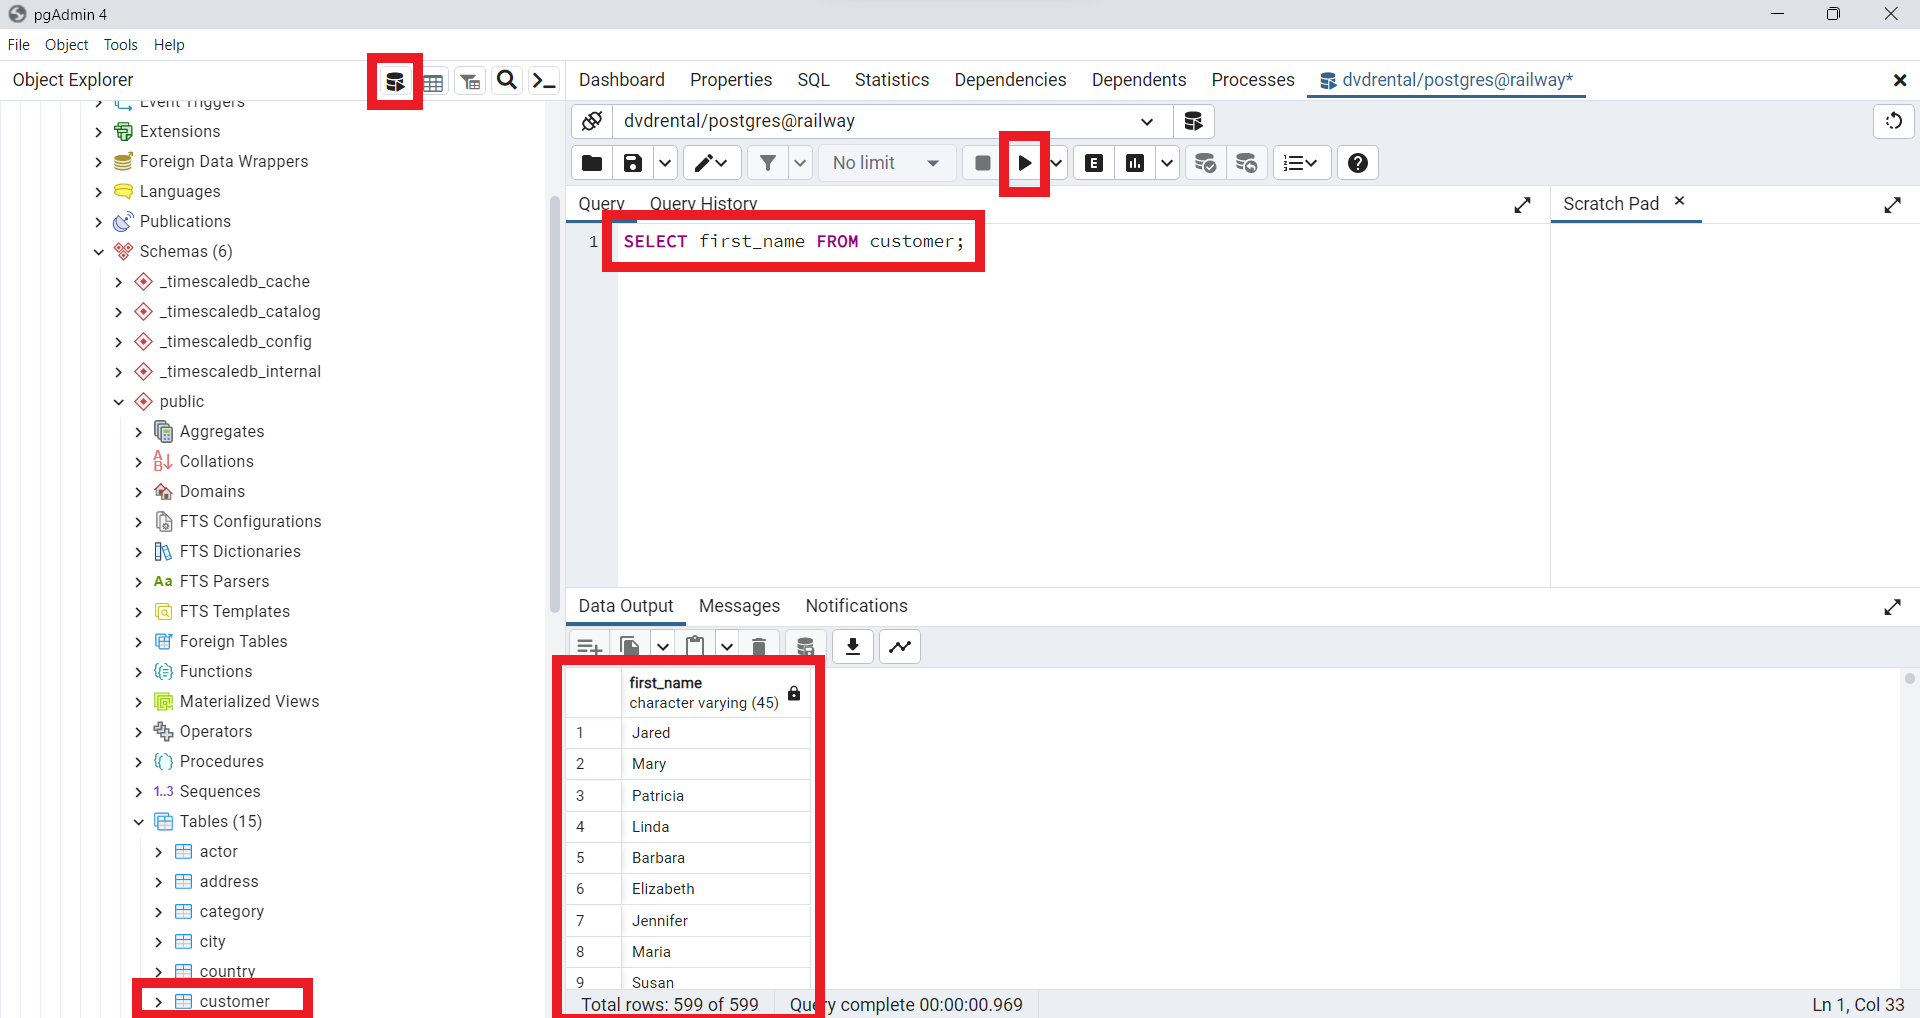 pgAdmin 4
File Object Tools Help
Object Explorer
Dashboard Properties SQL Statistics Dependencies Dependents Processes dvdrental/postgres@railway*
Event Triggers
Extensions
Foreign Data Wrappers
Languages
Publications
Schemas (6)
_timescaledb_cache
_timescaledb_catalog
_timescaledb_config
_timescaledb_internal
public
Aggregates
Collations
Domains
FTS Configurations
FTS Dictionaries
Aa FTS Parsers
FTS Templates
Foreign Tables
Functions
Materialized Views
Operators
Procedures
1..3 Sequences
Tables (15)
actor
address
category
city
country
customer
dvdrental/postgres@railway
No limit
E
Query Query History
Scratch Pad
1 SELECT first_name FROM customer;
Data Output Messages Notifications
first_name
character varying (45)
1 Jared
2 Mary
3 Patricia
4 Linda
5 Barbara
6 Elizabeth
7 Jennifer
8 Maria
9 Susan
Total rows: 599 of 599 Query complete 00:00:00.969 Ln 1, Col 33